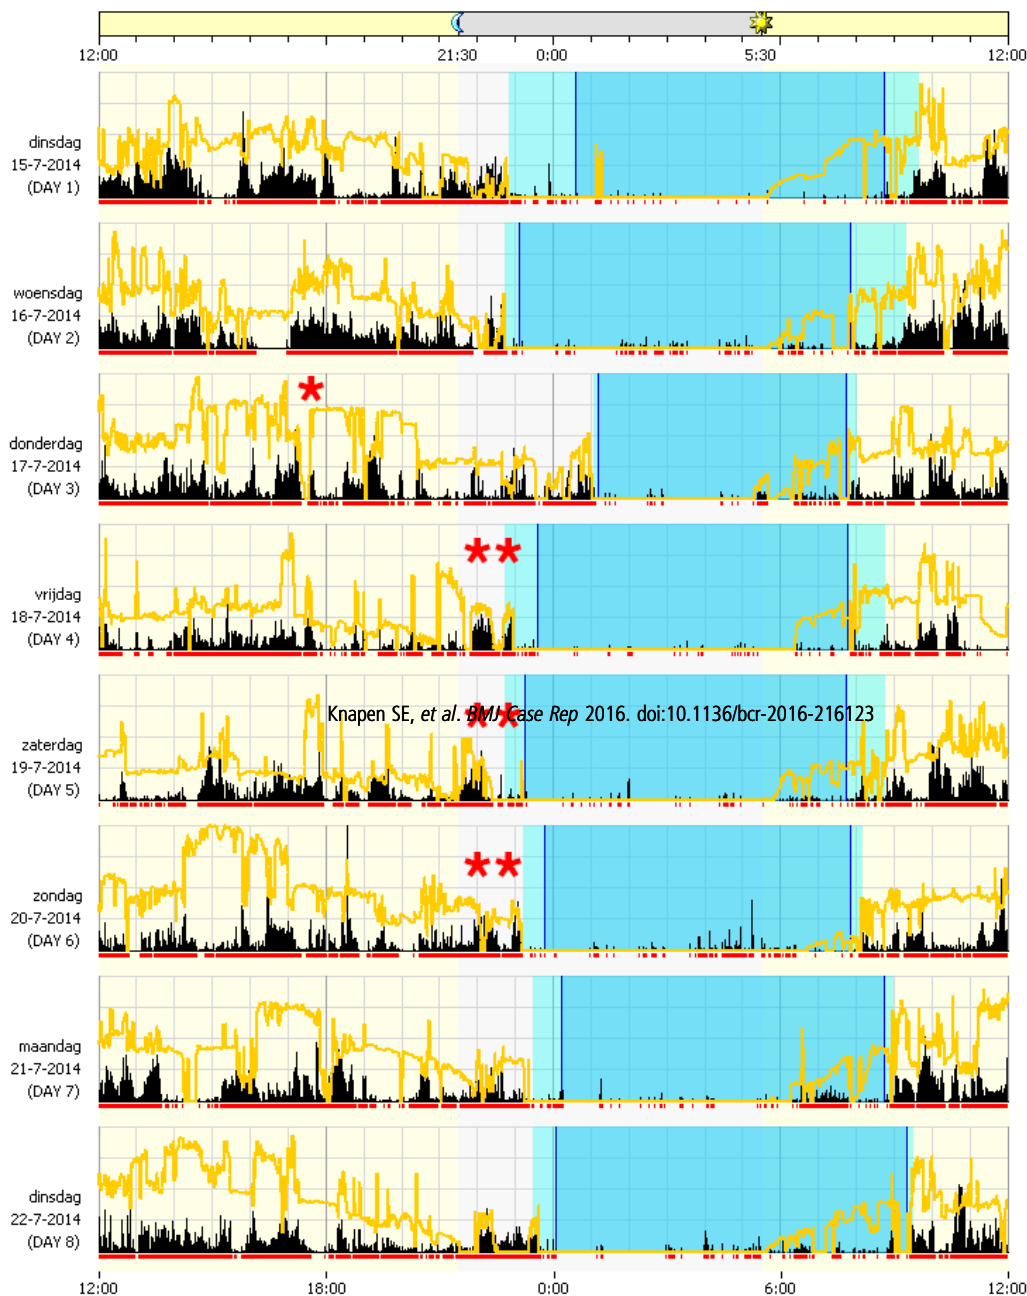 12:00 21:30 0:00 5:30 12:00
dinsdag
15-7-2014
(DAY 1)
woensdag
16-7-2014
(DAY 2)
donderdag
17-7-2014
(DAY 3)
*
vrijdag
18-7-2014
(DAY 4)
* *
Knapen SE, et al. BMJ Case Rep 2016. doi:10.1136/bcr-2016-216123
zaterdag
19-7-2014
(DAY 5)
* *
zondag
20-7-2014
(DAY 6)
* *
maandag
21-7-2014
(DAY 7)
dinsdag
22-7-2014
(DAY 8)
12:00 18:00 0:00 6:00 12:00